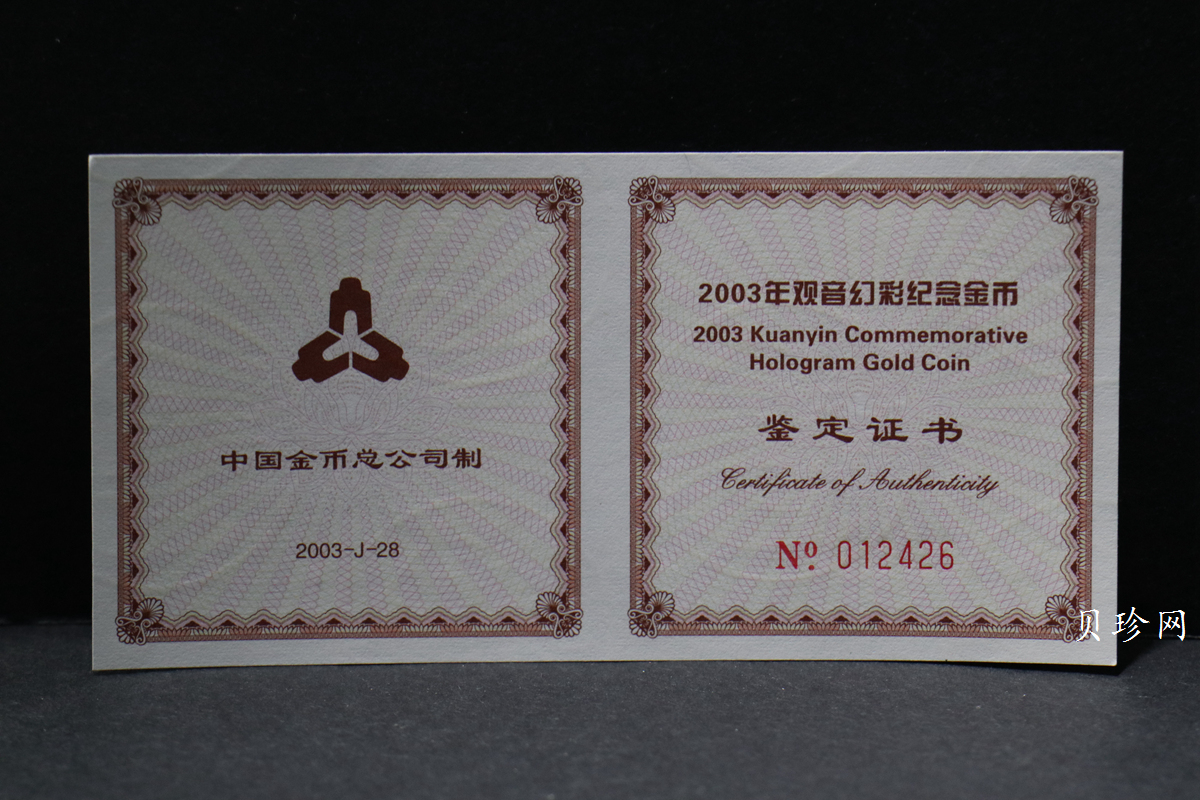 中国金币总公司制
2003-J-28
2003年观音幻彩纪念金币
2003 Kuanyin Commemorative
Hologram Gold Coin
鉴定证书
Certificate of Authenticity
Nº 012426
贝珍网